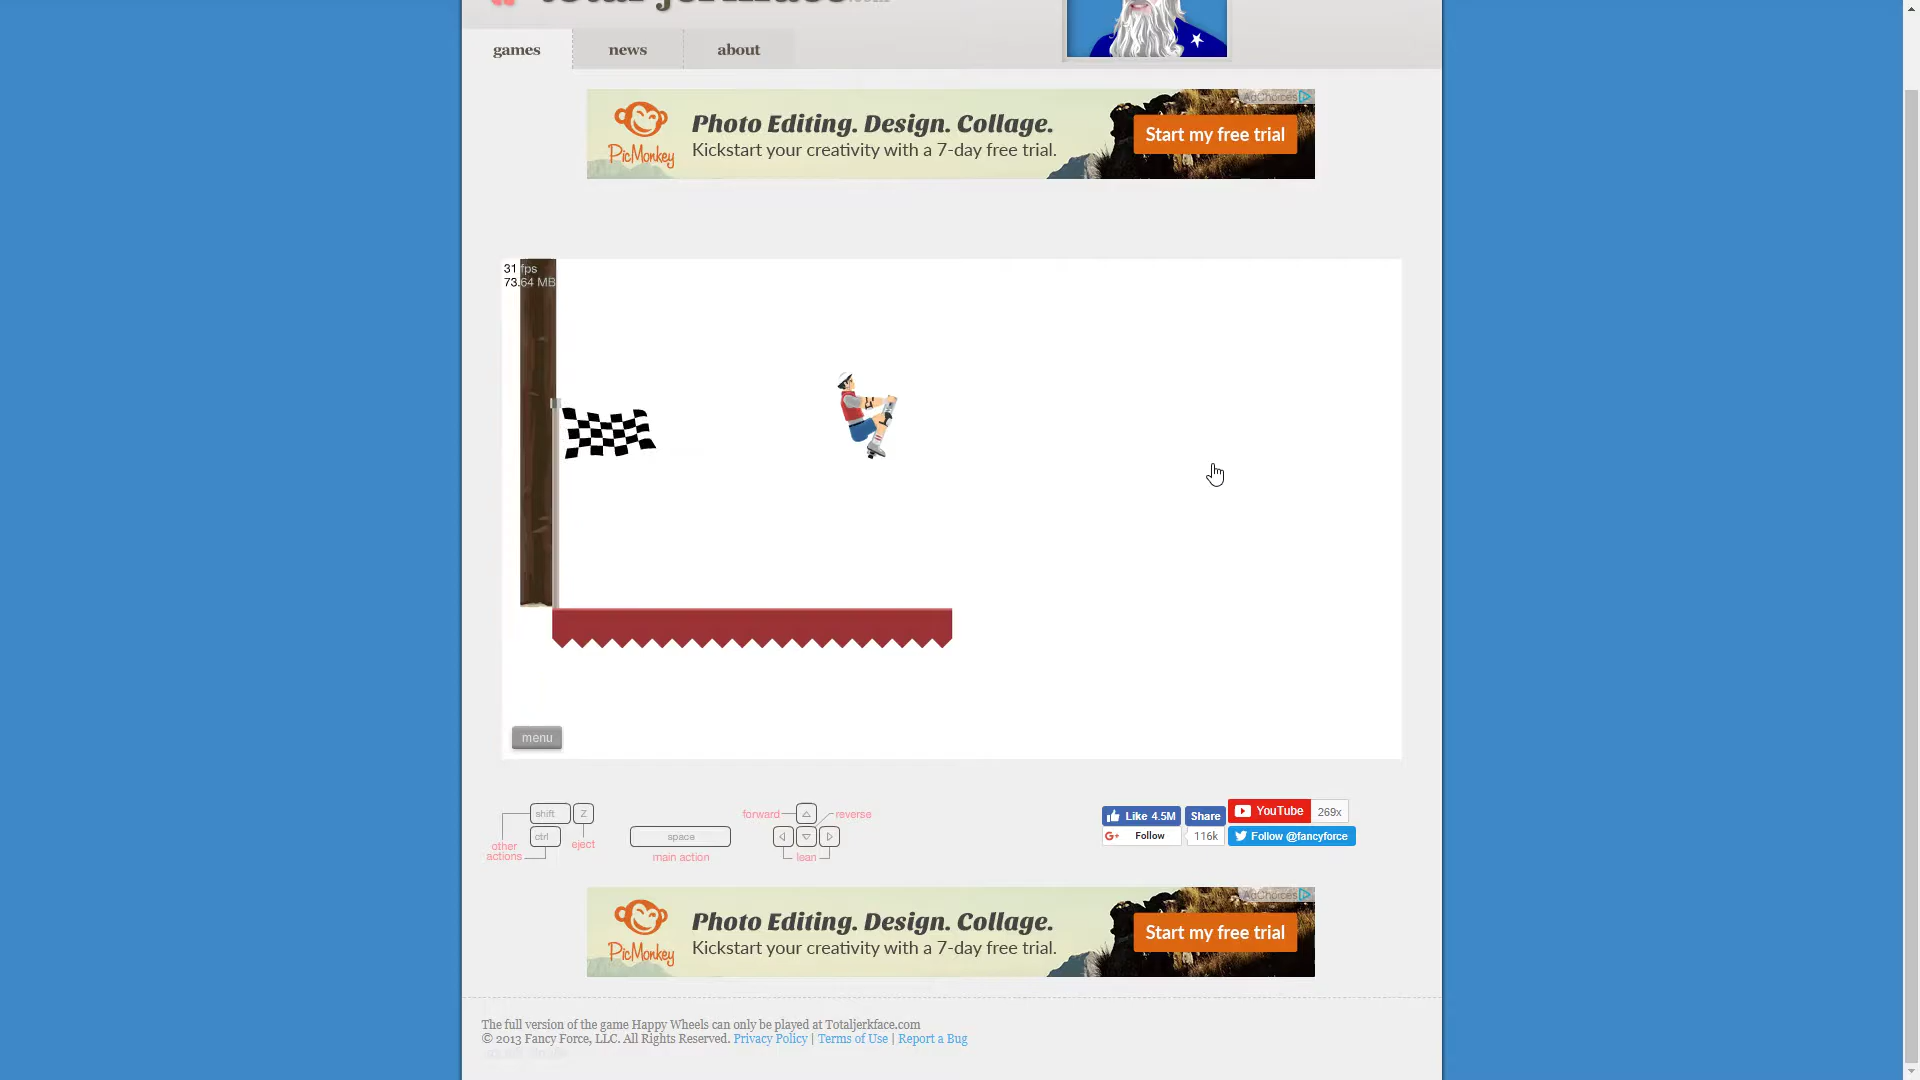 games
news
about
AdChoices
Photo Editing. Design. Collage.
Kickstart your creativity with a 7-day free trial.
PicMonkey
Start my free trial
31 fps
73.64 MB
menu
shift
Z
ctrl
other
actions
eject
space
main action
forward
reverse
lean
Like 4.5M
Share
YouTube
269x
Follow
116k
Follow @fancyforce
AdChoices
Photo Editing. Design. Collage.
Kickstart your creativity with a 7-day free trial.
PicMonkey
Start my free trial
The full version of the game Happy Wheels can only be played at Totaljerkface.com
© 2013 Fancy Force, LLC. All Rights Reserved. Privacy Policy | Terms of Use | Report a Bug